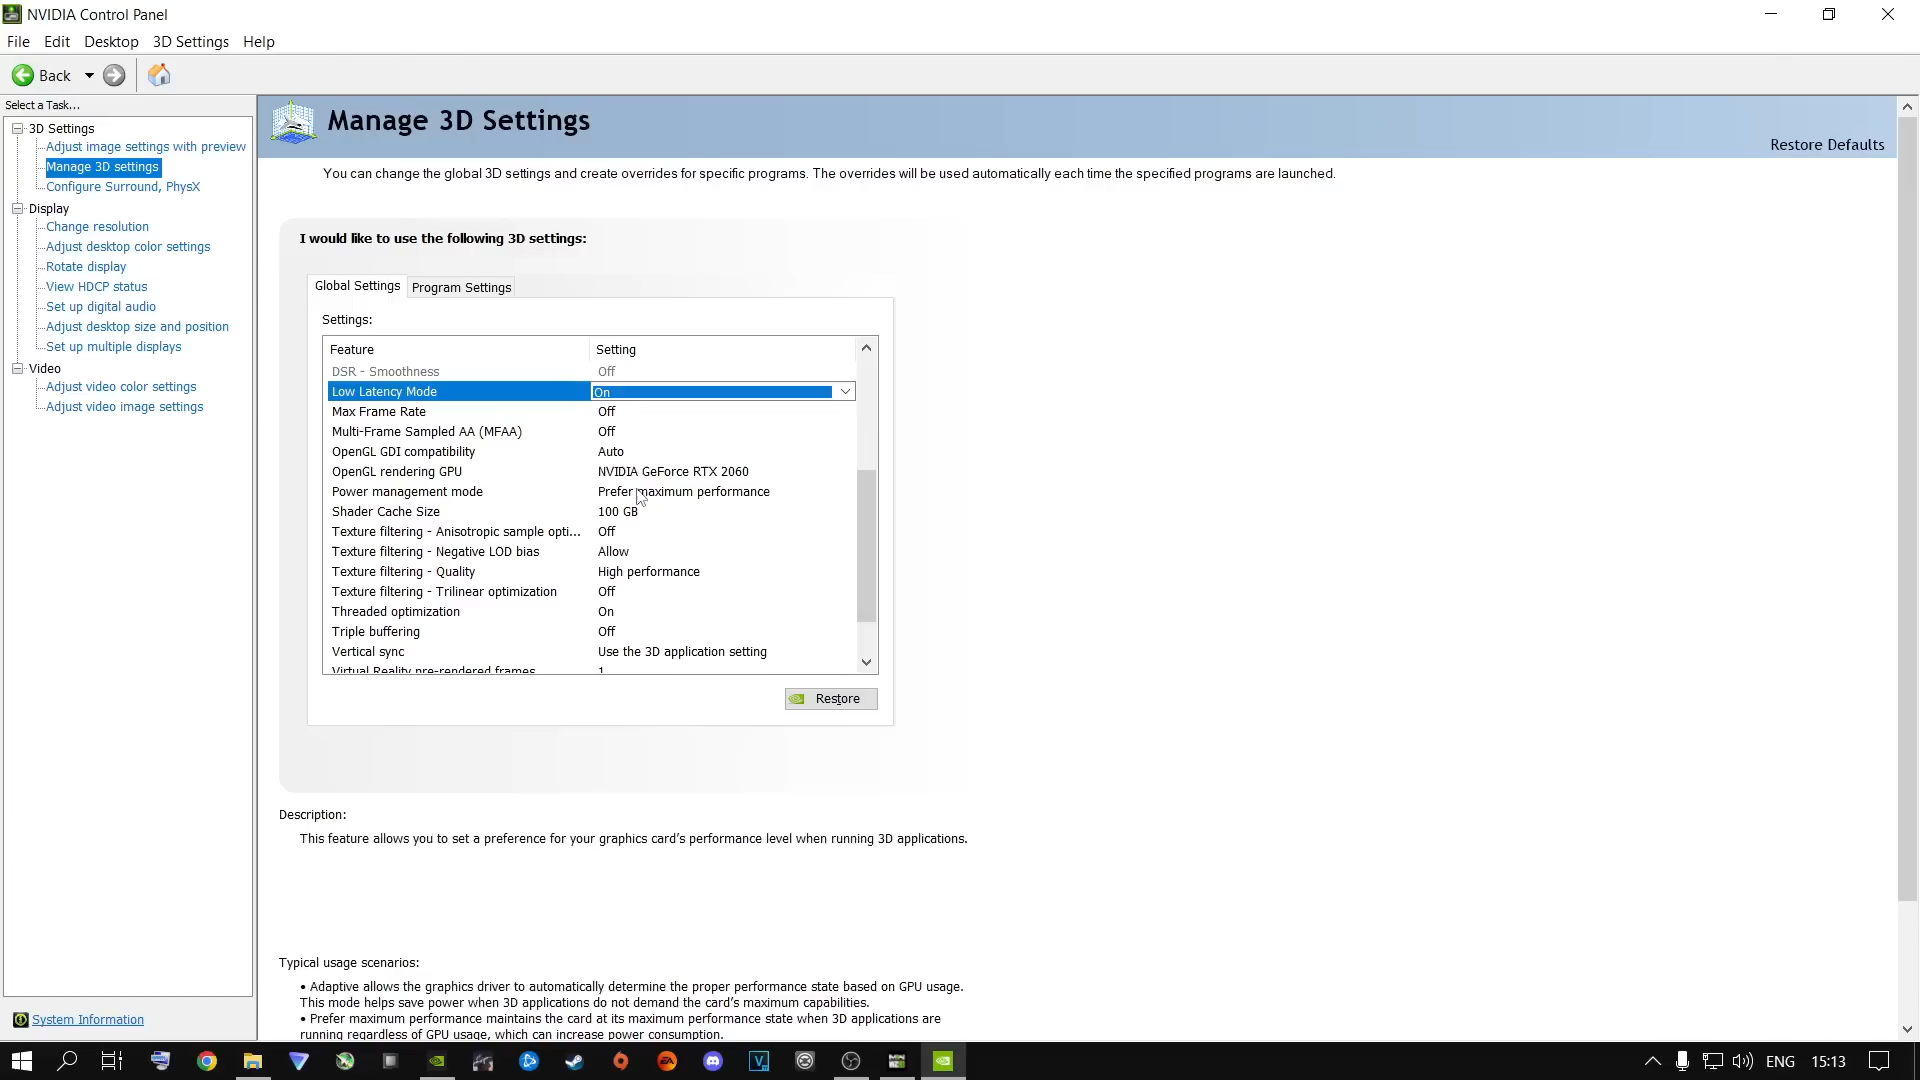 NVIDIA Control Panel
File Edit Desktop 3D Settings Help
Back
Select a Task...
3D Settings
Adjust image settings with preview
Manage 3D settings
Configure Surround, PhysX
Display
Change resolution
Adjust desktop color settings
Rotate display
View HDCP status
Set up digital audio
Adjust desktop size and position
Set up multiple displays
Video
Adjust video color settings
Adjust video image settings
System Information
Manage 3D Settings
Restore Defaults
You can change the global 3D settings and create overrides for specific programs. The overrides will be used automatically each time the specified programs are launched.
I would like to use the following 3D settings:
Global Settings Program Settings
Settings:
Feature Setting
DSR - Smoothness Off
Low Latency Mode On
Max Frame Rate Off
Multi-Frame Sampled AA (MFAA) Off
OpenGL GDI compatibility Auto
OpenGL rendering GPU NVIDIA GeForce RTX 2060
Power management mode Prefer maximum performance
Shader Cache Size 100 GB
Texture filtering - Anisotropic sample opti... Off
Texture filtering - Negative LOD bias Allow
Texture filtering - Quality High performance
Texture filtering - Trilinear optimization Off
Threaded optimization On
Triple buffering Off
Vertical sync Use the 3D application setting
Virtual Reality pre-rendered frames 1
Restore
Description:
This feature allows you to set a preference for your graphics card's performance level when running 3D applications.
Typical usage scenarios:
• Adaptive allows the graphics driver to automatically determine the proper performance state based on GPU usage.
This mode helps save power when 3D applications do not demand the card's maximum capabilities.
• Prefer maximum performance maintains the card at its maximum performance state when 3D applications are
running regardless of GPU usage, which can increase power consumption.
ENG 15:13